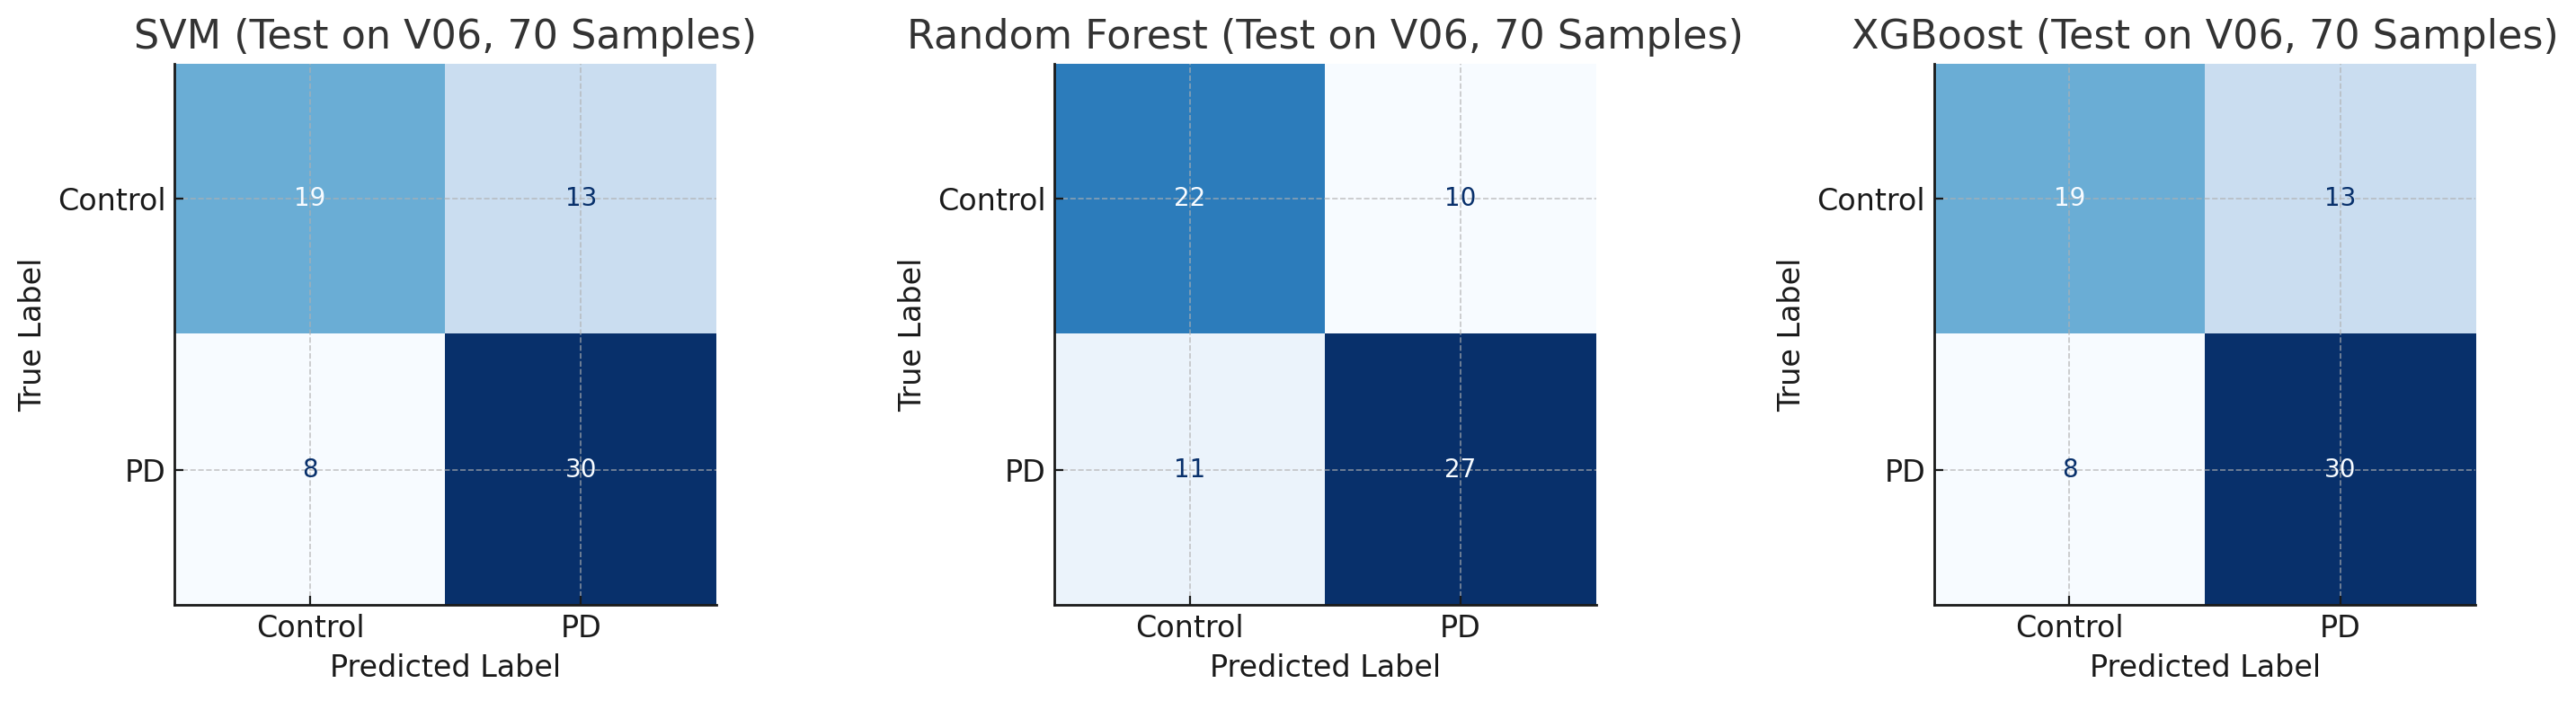 SVM (Test on V06, 70 Samples)
True Label
Control
19
13
PD
8
30
Control
PD
Predicted Label
Random Forest (Test on V06, 70 Samples)
True Label
Control
22
10
PD
11
27
Control
PD
Predicted Label
XGBoost (Test on V06, 70 Samples)
True Label
Control
19
13
PD
8
30
Control
PD
Predicted Label